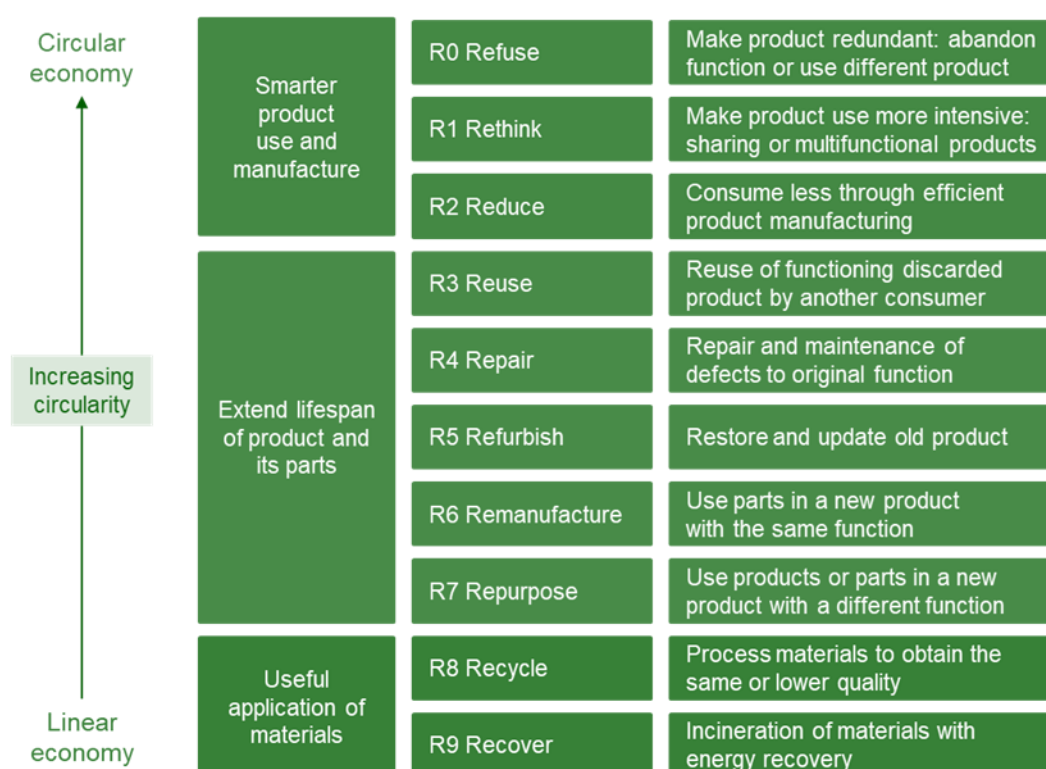 Circular
economy
Increasing
circularity
Linear
economy
Smarter
product
use and
manufacture
R0 Refuse
Make product redundant: abandon
function or use different product
R1 Rethink
Make product use more intensive:
sharing or multifunctional products
R2 Reduce
Consume less through efficient
product manufacturing
Extend lifespan
of product and
its parts
R3 Reuse
Reuse of functioning discarded
product by another consumer
R4 Repair
Repair and maintenance of
defects to original function
R5 Refurbish
Restore and update old product
R6 Remanufacture
Use parts in a new product
with the same function
R7 Repurpose
Use products or parts in a new
product with a different function
Useful
application of
materials
R8 Recycle
Process materials to obtain the
same or lower quality
R9 Recover
Incineration of materials with
energy recovery